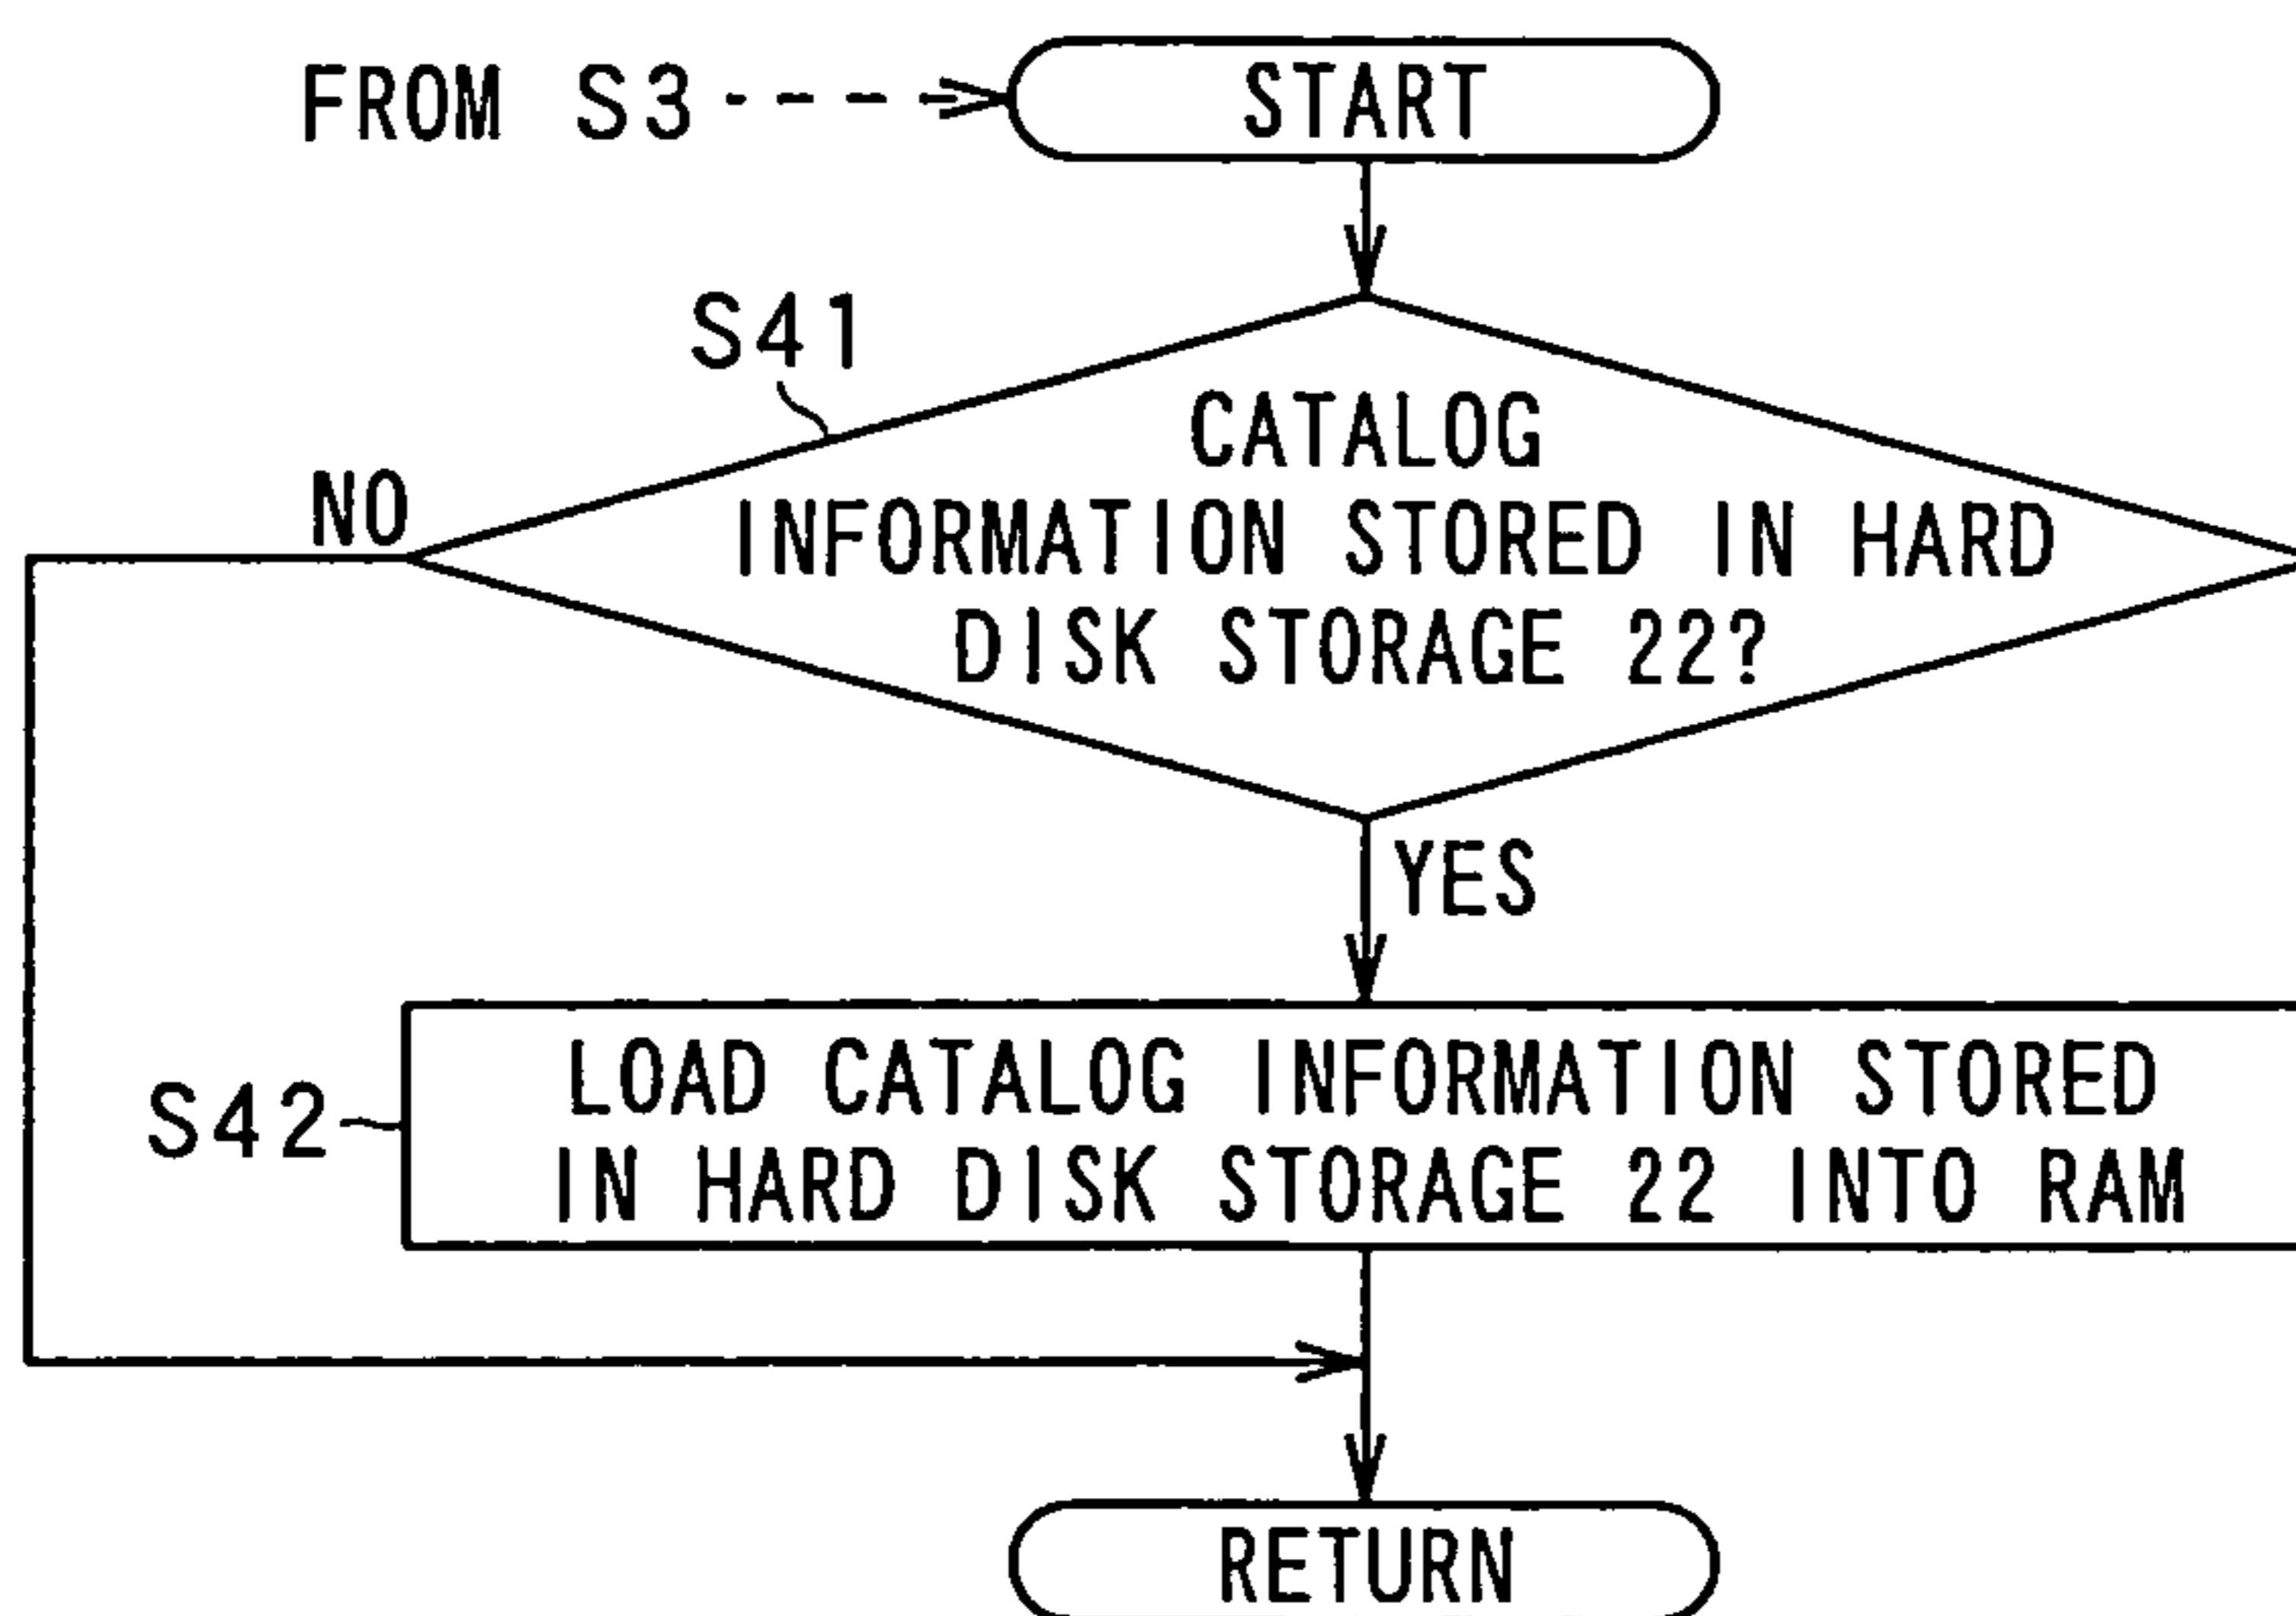 FROM S3
START
S41
CATALOG
INFORMATION STORED IN HARD
DISK STORAGE 22?
NO
YES
S42
LOAD CATALOG INFORMATION STORED
IN HARD DISK STORAGE 22 INTO RAM
RETURN